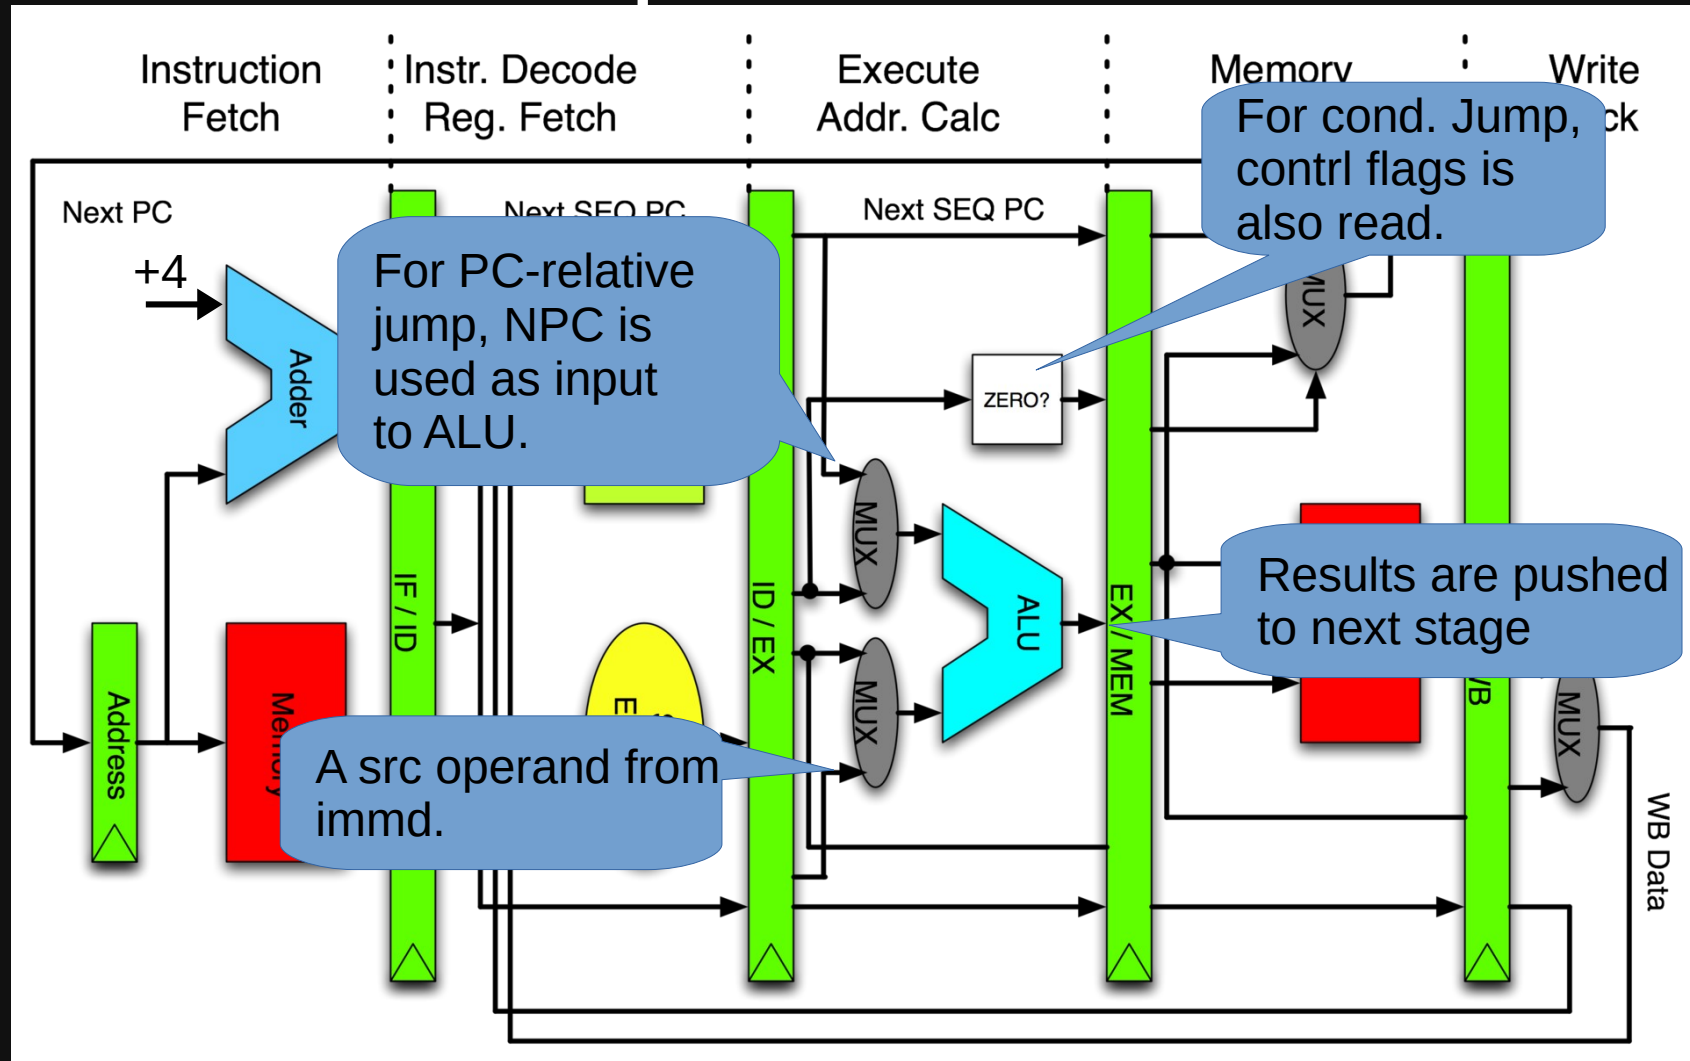 Instruction
Fetch
Instr. Decode
Reg. Fetch
Execute
Addr. Calc
Memory
Write
ck
Next PC
Next SEQ PC
Next SEQ PC
For cond. Jump,
contrl flags is
also read.
+4
For PC-relative
jump, NPC is
used as input
to ALU.
Adder
MUX
ZERO?
MUX
IF / ID
ID / EX
ALU
EX / MEM
Results are pushed
to next stage
WB
Address
Memory
MUX
MUX
A src operand from
immd.
WB Data